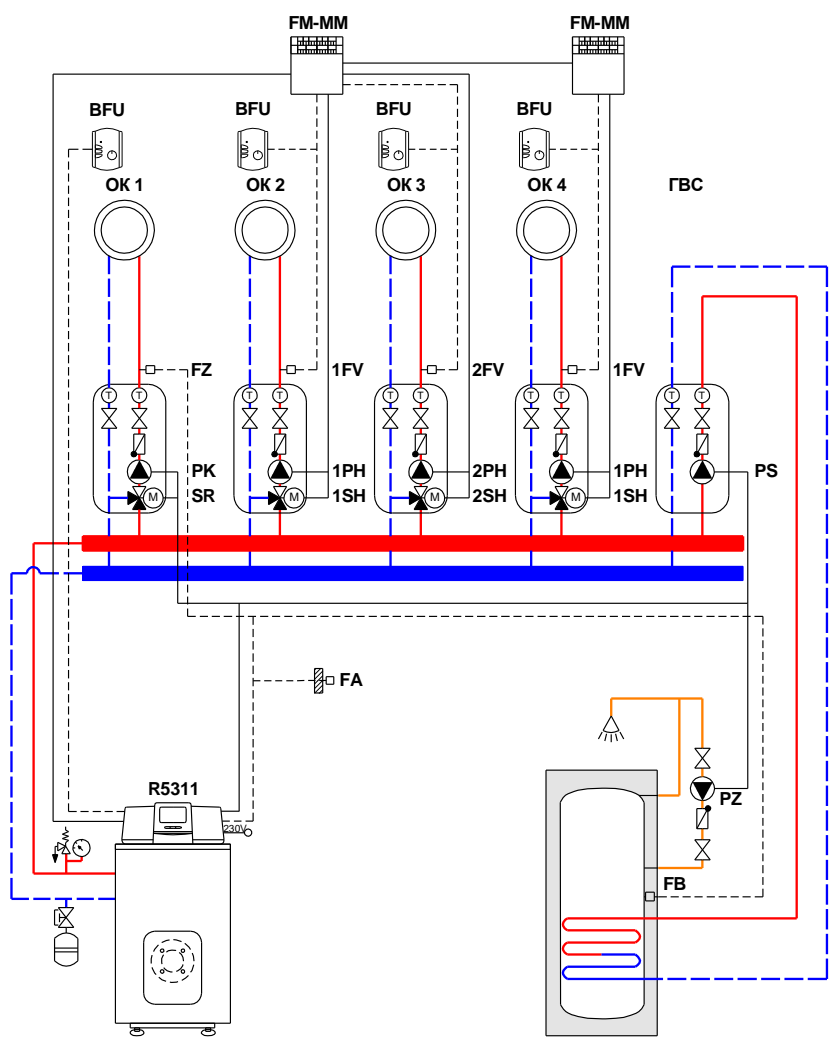 FM-MM FM-MM
BFU BFU BFU BFU
ОК 1 ОК 2 ОК 3 ОК 4 ГВС
FZ 1FV 2FV 1FV
T T T T T T T T T T
PK 1PH 2PH 1PH PS
M M M M
SR 1SH 2SH 1SH
FA
R5311
PZ
230V
FB